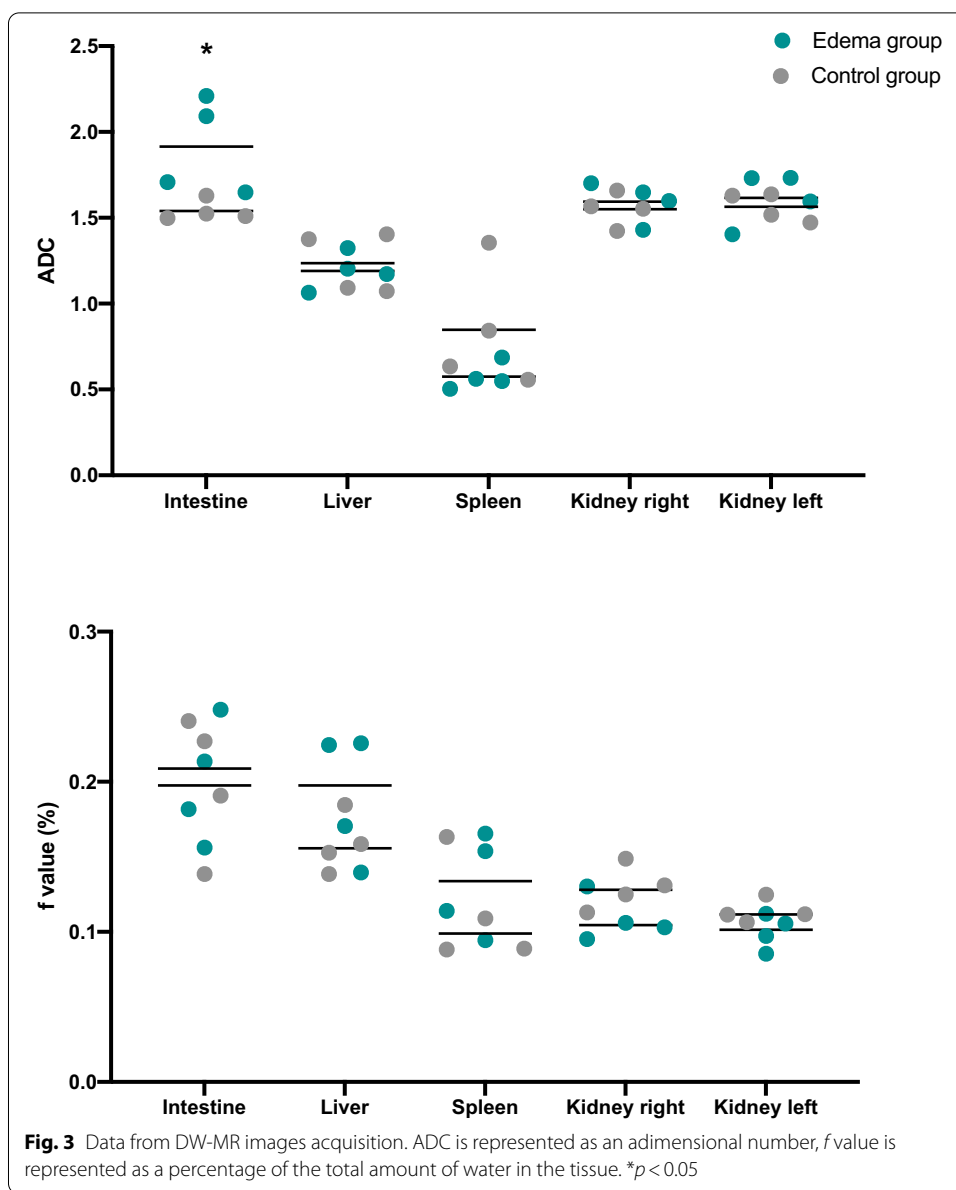 2.5
*
Edema group
Control group
2.0
1.5
1.0
0.5
0.0
ADC
Intestine Liver Spleen Kidney right Kidney left
0.3
0.2
0.1
0.0
f value (%)
Intestine Liver Spleen Kidney right Kidney left
Fig. 3 Data from DW-MR images acquisition. ADC is represented as an adimensional number, f value is
represented as a percentage of the total amount of water in the tissue. *p < 0.05